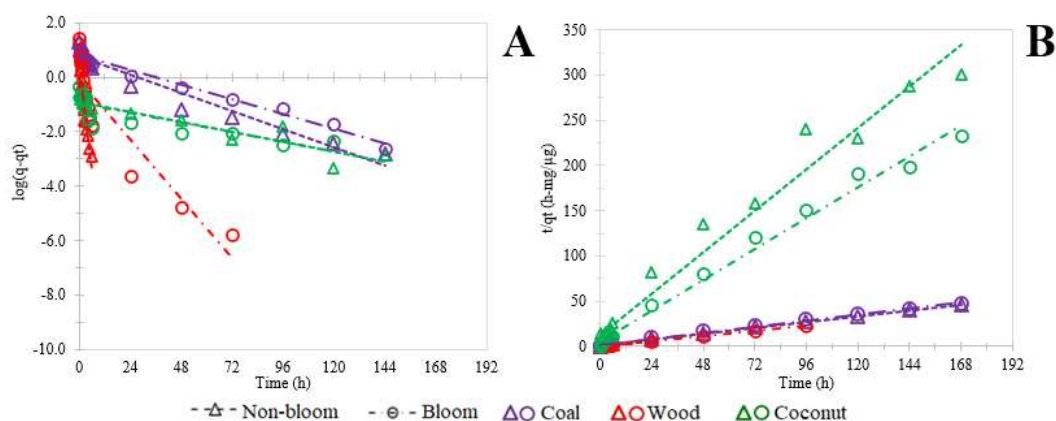 A
B
log(q-qt)
2.0
0.0
-2.0
-4.0
-6.0
-8.0
-10.0
0 24 48 72 96 120 144 168 192
Time (h)
t/qt (h-mg/µg)
350
300
250
200
150
100
50
0
0 24 48 72 96 120 144 168 192
Time (h)
Non-bloom Bloom Coal Wood Coconut